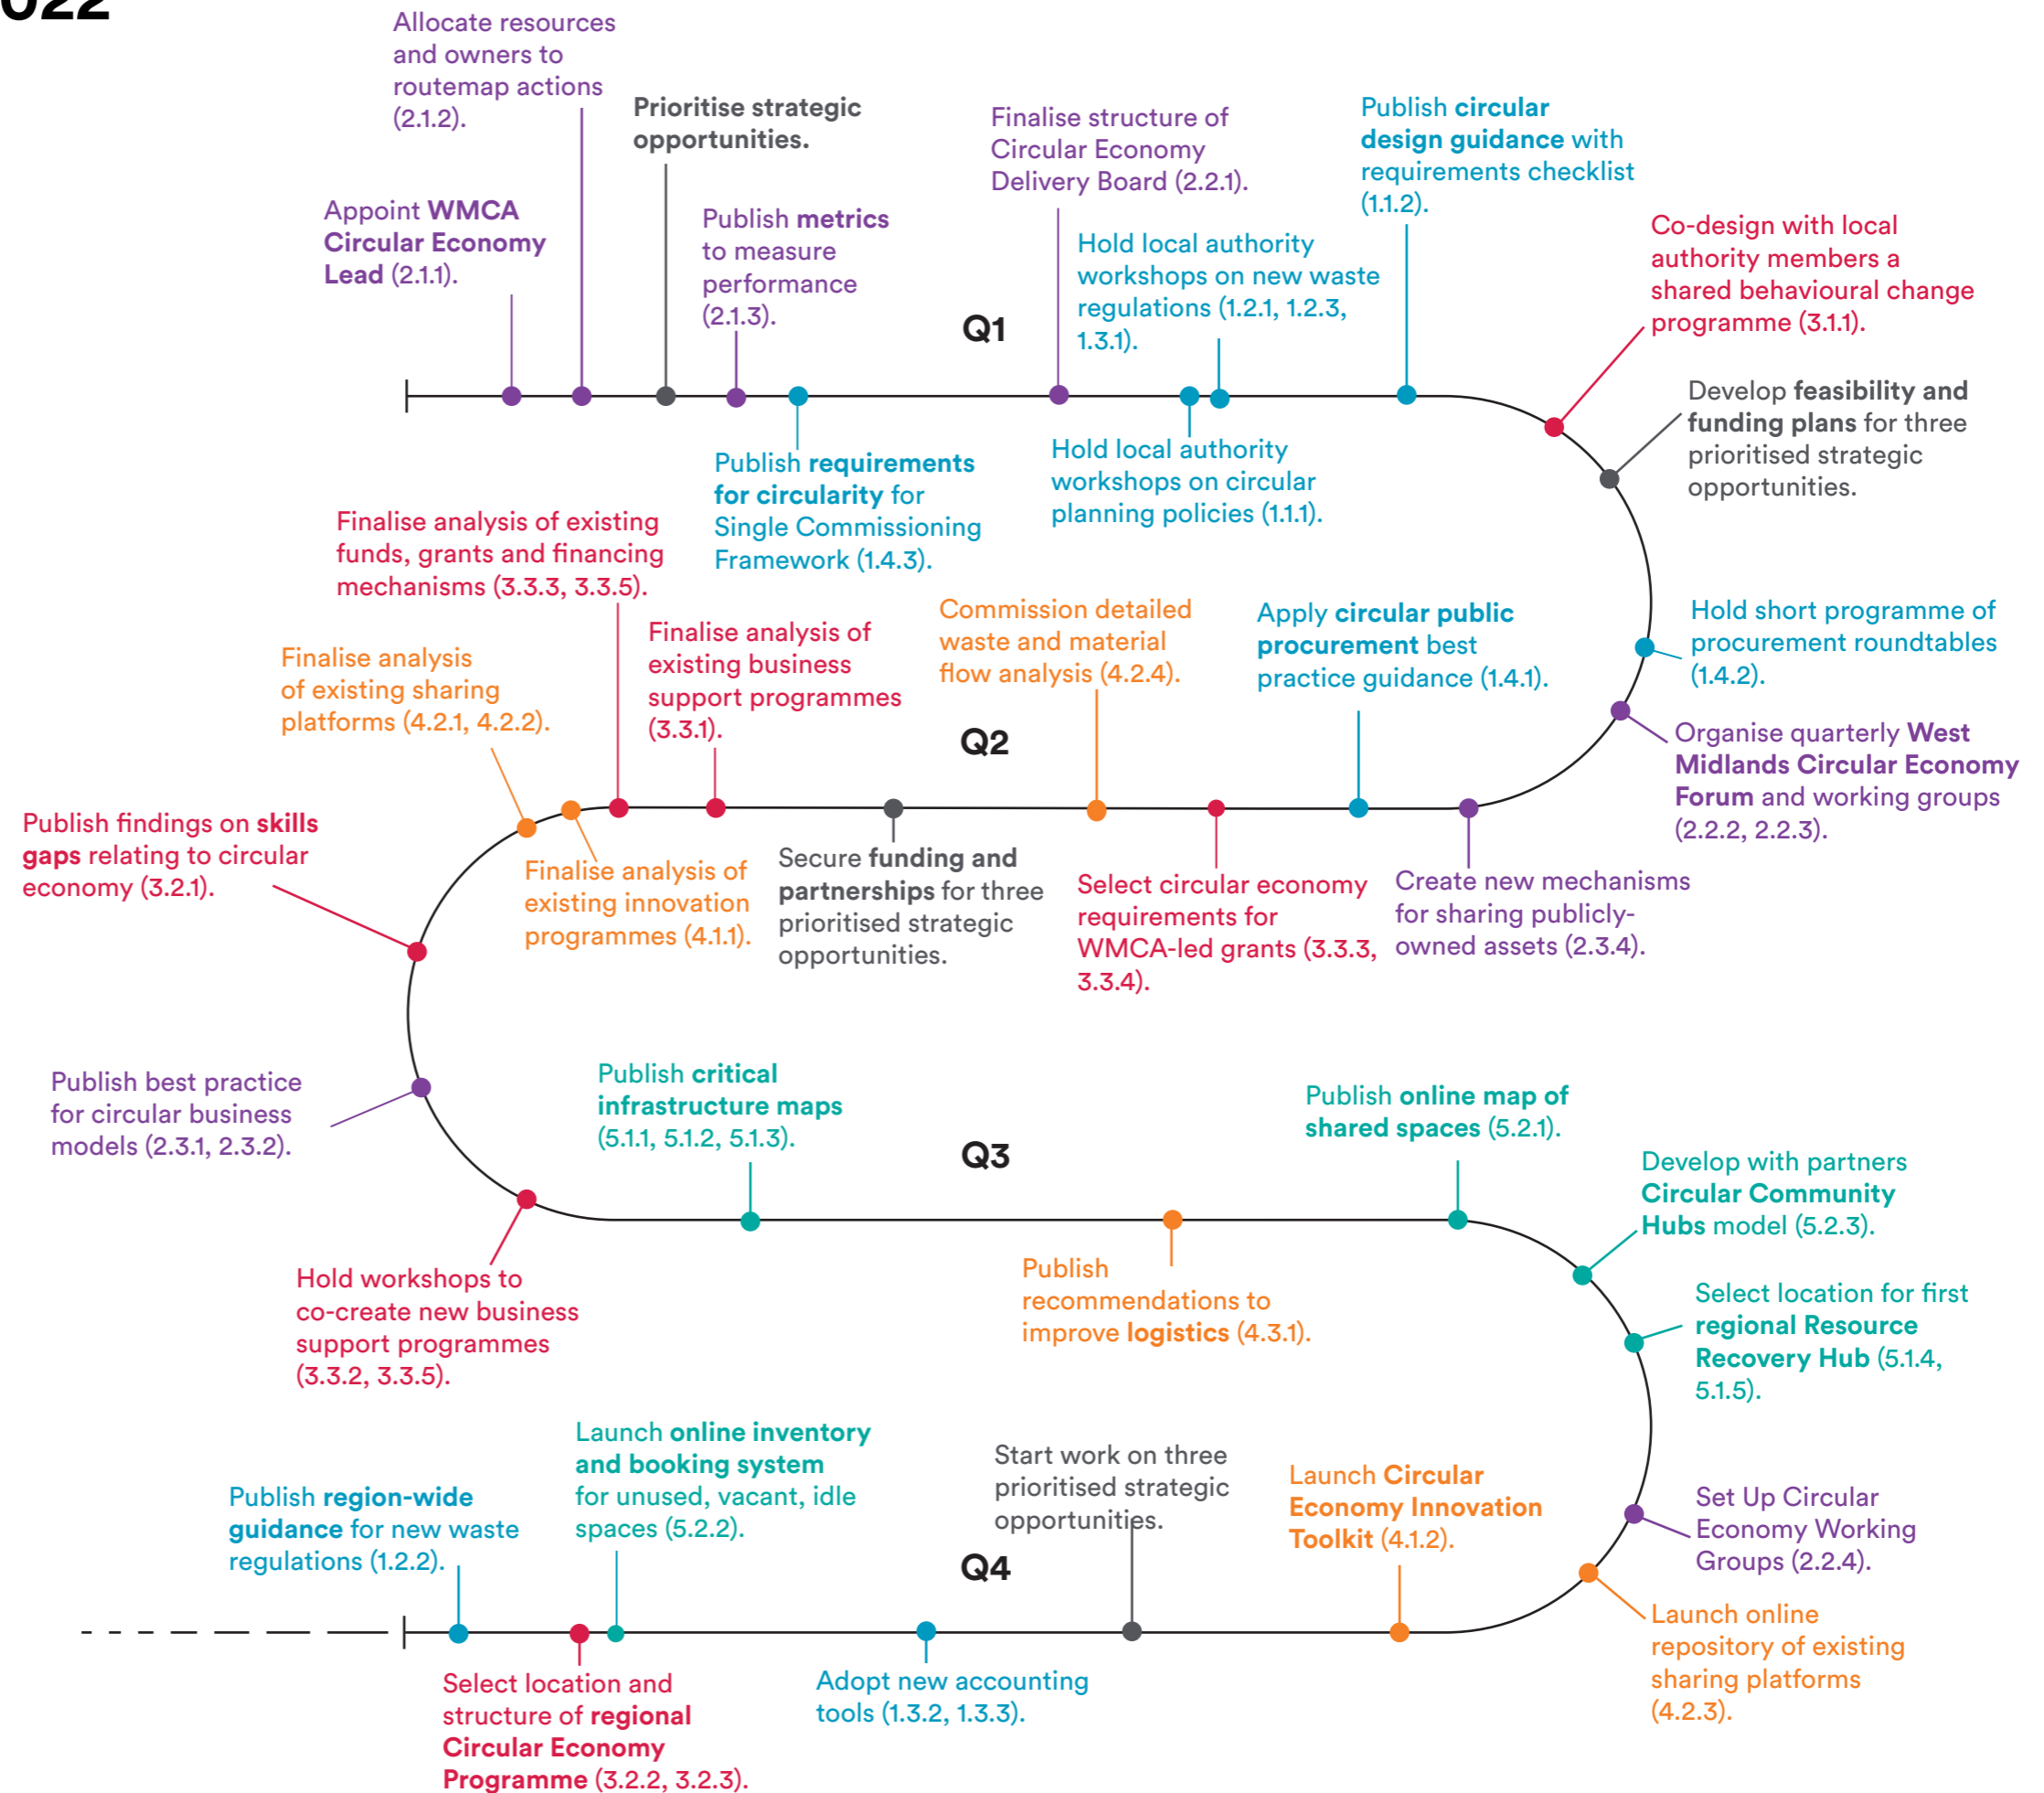 022
Allocate resources
and owners to
routemap actions
(2.1.2).
Prioritise strategic
opportunities.
Finalise structure of
Circular Economy
Delivery Board (2.2.1).
Publish circular
design guidance with
requirements checklist
(1.1.2).
Appoint WMCA
Circular Economy
Lead (2.1.1).
Publish metrics
to measure
performance
(2.1.3).
Hold local authority
workshops on new waste
regulations (1.2.1, 1.2.3,
1.3.1).
Co-design with local
authority members a
shared behavioural change
programme (3.1.1).
Q1
Develop feasibility and
funding plans for three
prioritised strategic
opportunities.
Publish requirements
for circularity for
Single Commissioning
Framework (1.4.3).
Hold local authority
workshops on circular
planning policies (1.1.1).
Finalise analysis of existing
funds, grants and financing
mechanisms (3.3.3, 3.3.5).
Finalise analysis of
existing business
support programmes
(3.3.1).
Commission detailed
waste and material
flow analysis (4.2.4).
Apply circular public
procurement best
practice guidance (1.4.1).
Hold short programme of
procurement roundtables
(1.4.2).
Finalise analysis
of existing sharing
platforms (4.2.1, 4.2.2).
Q2
Organise quarterly West
Midlands Circular Economy
Forum and working groups
(2.2.2, 2.2.3).
Publish findings on skills
gaps relating to circular
economy (3.2.1).
Finalise analysis of
existing innovation
programmes (4.1.1).
Secure funding and
partnerships for three
prioritised strategic
opportunities.
Select circular economy
requirements for
WMCA-led grants (3.3.3,
3.3.4).
Create new mechanisms
for sharing publicly-
owned assets (2.3.4).
Publish best practice
for circular business
models (2.3.1, 2.3.2).
Publish critical
infrastructure maps
(5.1.1, 5.1.2, 5.1.3).
Q3
Publish online map of
shared spaces (5.2.1).
Develop with partners
Circular Community
Hubs model (5.2.3).
Hold workshops to
co-create new business
support programmes
(3.3.2, 3.3.5).
Publish
recommendations to
improve logistics (4.3.1).
Select location for first
regional Resource
Recovery Hub (5.1.4,
5.1.5).
Publish region-wide
guidance for new waste
regulations (1.2.2).
Launch online inventory
and booking system
for unused, vacant, idle
spaces (5.2.2).
Start work on three
prioritised strategic
opportunities.
Q4
Launch Circular
Economy Innovation
Toolkit (4.1.2).
Set Up Circular
Economy Working
Groups (2.2.4).
Select location and
structure of regional
Circular Economy
Programme (3.2.2, 3.2.3).
Adopt new accounting
tools (1.3.2, 1.3.3).
Launch online
repository of existing
sharing platforms
(4.2.3).